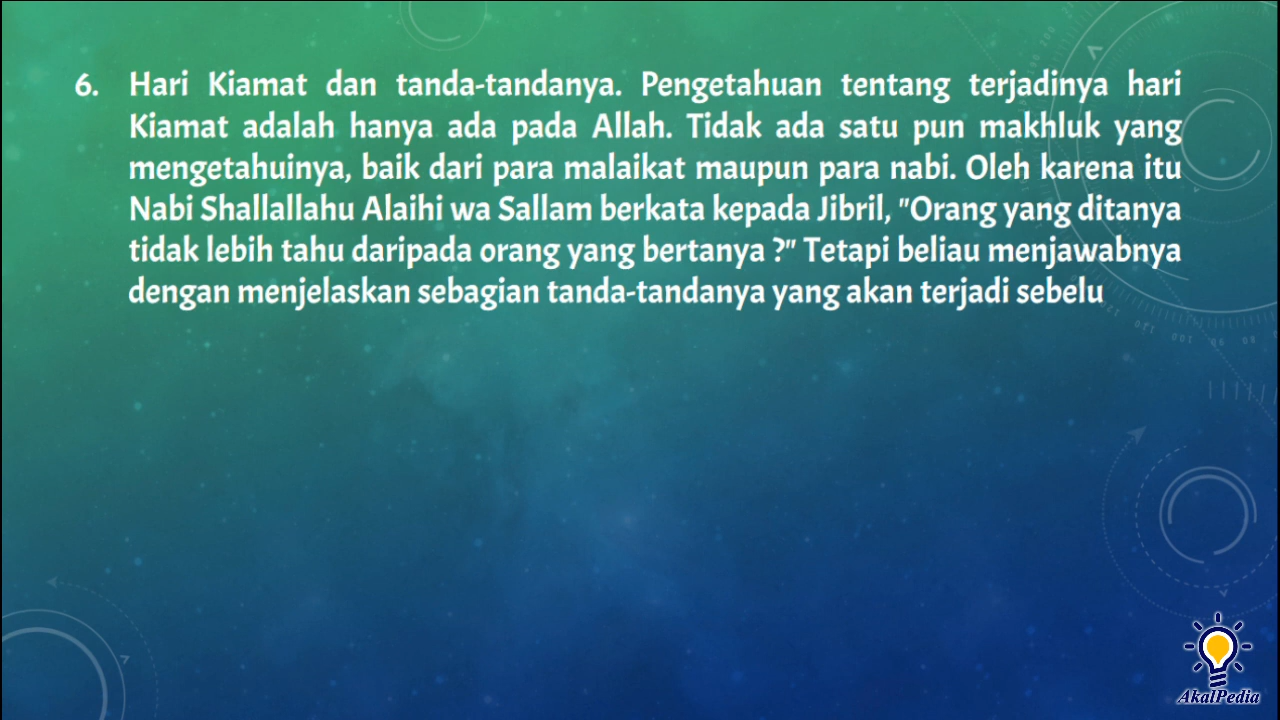 6. Hari Kiamat dan tanda-tandanya. Pengetahuan tentang terjadinya hari
Kiamat adalah hanya ada pada Allah. Tidak ada satu pun makhluk yang
mengetahuinya, baik dari para malaikat maupun para nabi. Oleh karena itu
Nabi Shallallahu Alaihi wa Sallam berkata kepada Jibril, "Orang yang ditanya
tidak lebih tahu daripada orang yang bertanya ?" Tetapi beliau menjawabnya
dengan menjelaskan sebagian tanda-tandanya yang akan terjadi sebelu
AkalPedia